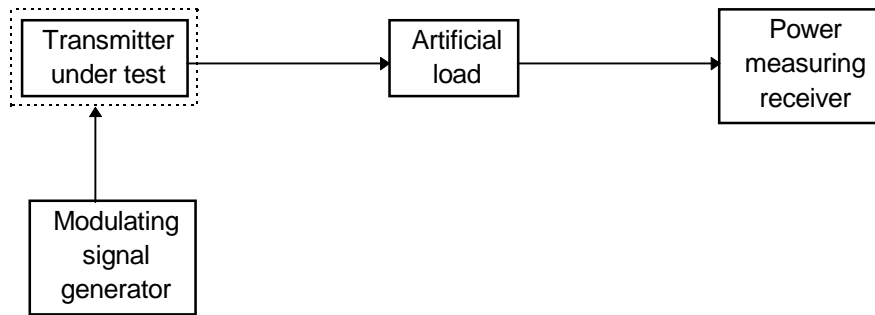 Transmitter
under test
Artificial
load
Power
measuring
receiver
Modulating
signal
generator